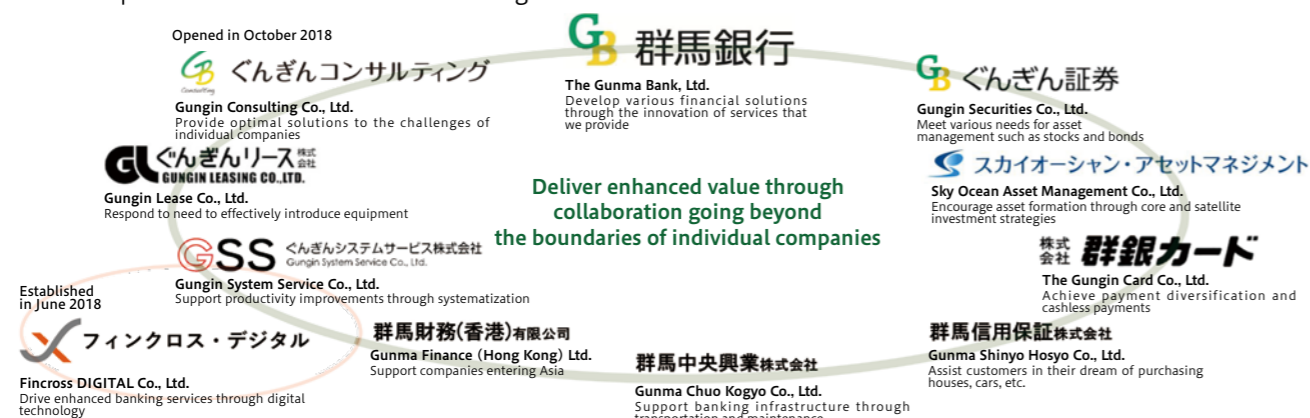 Opened in October 2018
GB Consulting ぐんぎんコンサルティング
Gungin Consulting Co., Ltd.
Provide optimal solutions to the challenges of
individual companies
GB 群馬銀行
The Gunma Bank, Ltd.
Develop various financial solutions
through the innovation of services that
we provide
GB ぐんぎん証券
Gungin Securities Co., Ltd.
Meet various needs for asset
management such as stocks and bonds
GL ぐんぎんリース株式会社
GUNGIN LEASING CO.,LTD.
Gungin Lease Co., Ltd.
Respond to need to effectively introduce equipment
スカイオーシャン・アセットマネジメント
Sky Ocean Asset Management Co., Ltd.
Encourage asset formation through core and satellite
investment strategies
Deliver enhanced value through
collaboration going beyond
the boundaries of individual companies
GSS ぐんぎんシステムサービス株式会社
Gungin System Service Co., Ltd.
Gungin System Service Co., Ltd.
Support productivity improvements through systematization
株式会社 群銀カード
The Gungin Card Co., Ltd.
Achieve payment diversification and
cashless payments
Established
in June 2018
フィンクロス・デジタル
Fincross DIGITAL Co., Ltd.
Drive enhanced banking services through digital
technology
群馬財務(香港)有限公司
Gunma Finance (Hong Kong) Ltd.
Support companies entering Asia
群馬中央興業株式会社
Gunma Chuo Kogyo Co., Ltd.
Support banking infrastructure through
transportation and maintenance
群馬信用保証株式会社
Gunma Shinyo Hosyo Co., Ltd.
Assist customers in their dream of purchasing
houses, cars, etc.